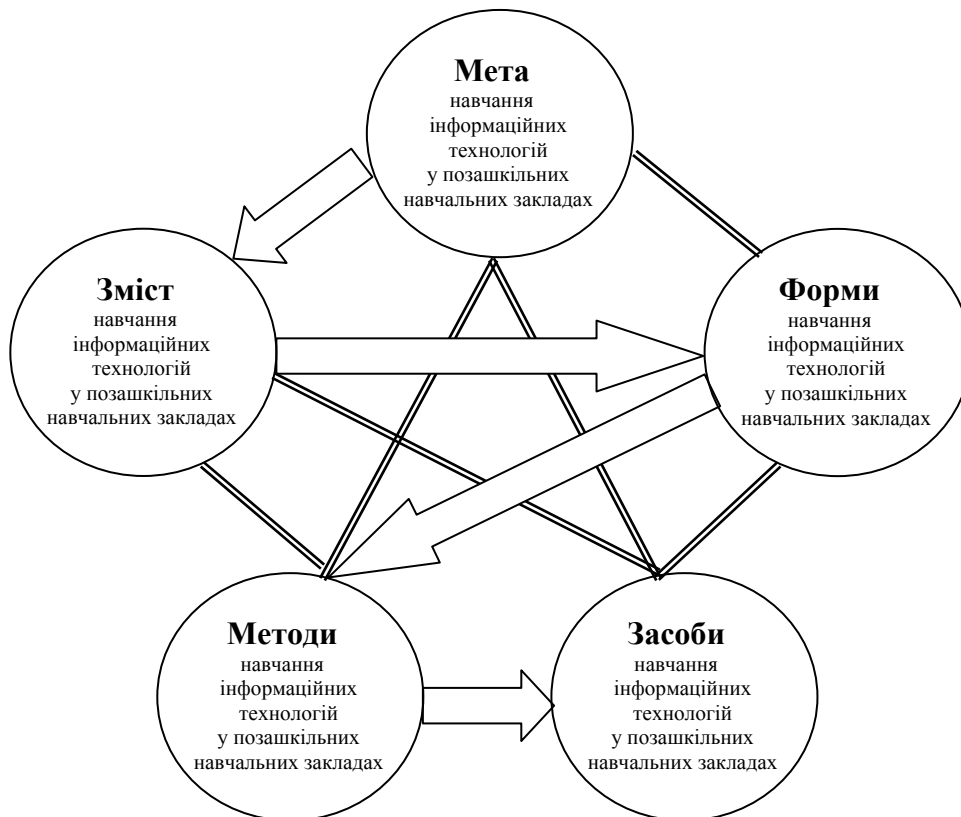 Мета
навчання
інформаційних
технологій
у позашкільних
навчальних закладах
Зміст
навчання
інформаційних
технологій
у позашкільних
навчальних закладах
Форми
навчання
інформаційних
технологій
у позашкільних
навчальних закладах
Методи
навчання
інформаційних
технологій
у позашкільних
навчальних закладах
Засоби
навчання
інформаційних
технологій
у позашкільних
навчальних закладах